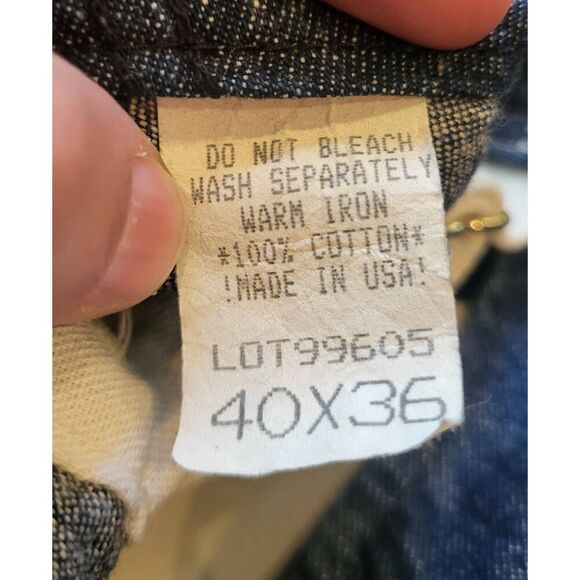 DO NOT BLEACH
WASH SEPARATELY
WARM IRON
*100% COTTON*
!MADE IN USA!
LOT99605
40X36